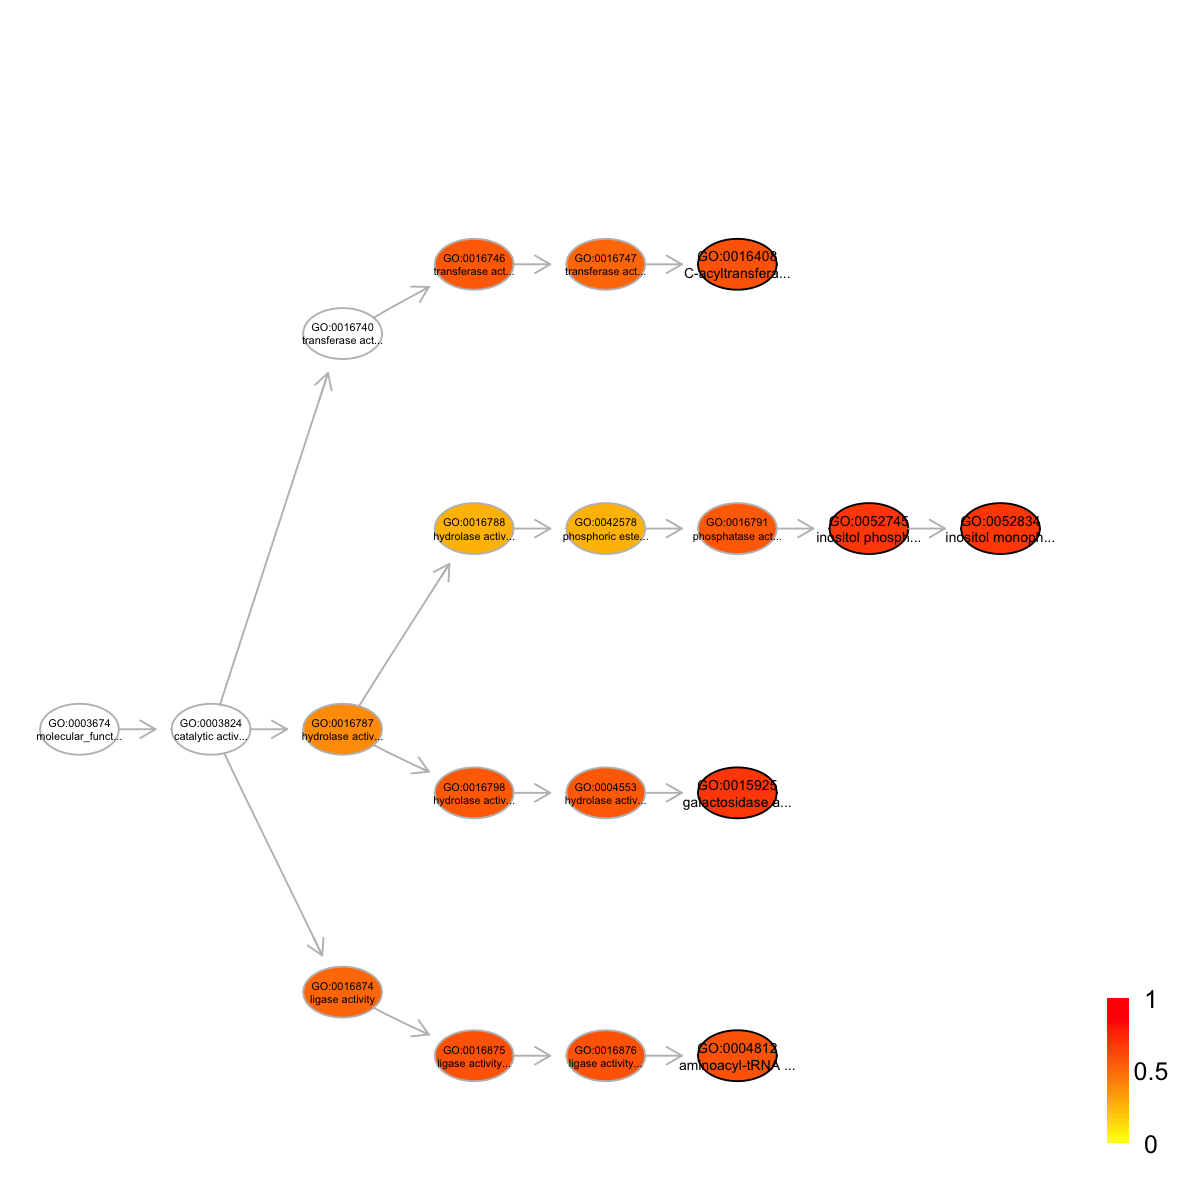 GO:0016746
transferase act...
GO:0016747
transferase act...
GO:0016408
C-acyltransfera...
GO:0016740
transferase act...
GO:0016788
hydrolase activ...
GO:0042578
phosphoric este...
GO:0016791
phosphatase act...
GO:0052745
inositol phosph...
GO:0052834
inositol monoph...
GO:0003674
molecular_funct...
GO:0003824
catalytic activ...
GO:0016787
hydrolase activ...
GO:0016798
hydrolase activ...
GO:0004553
hydrolase activ...
GO:0015925
galactosidase a...
GO:0016874
ligase activity
GO:0016875
ligase activity...
GO:0016876
ligase activity...
GO:0004812
aminoacyl-tRNA ...
1
0.5
0